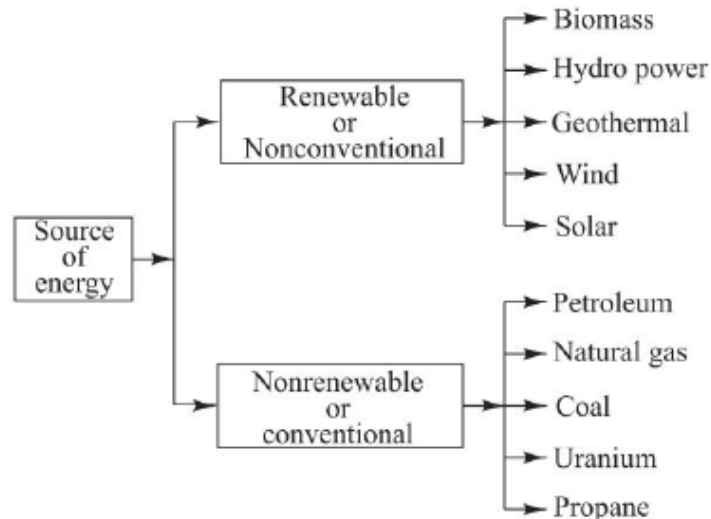 Source
of
energy
Renewable
or
Nonconventional
Biomass
Hydro power
Geothermal
Wind
Solar
Nonrenewable
or
conventional
Petroleum
Natural gas
Coal
Uranium
Propane